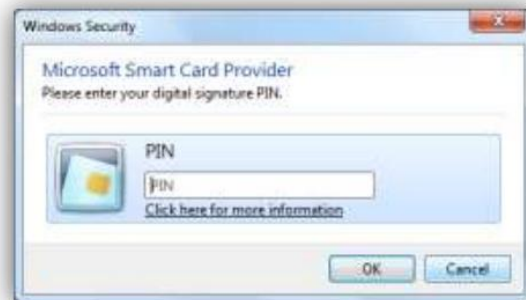 Windows Security
Microsoft Smart Card Provider
Please enter your digital signature PIN.
PIN
PIN
Click here for more information
OK Cancel